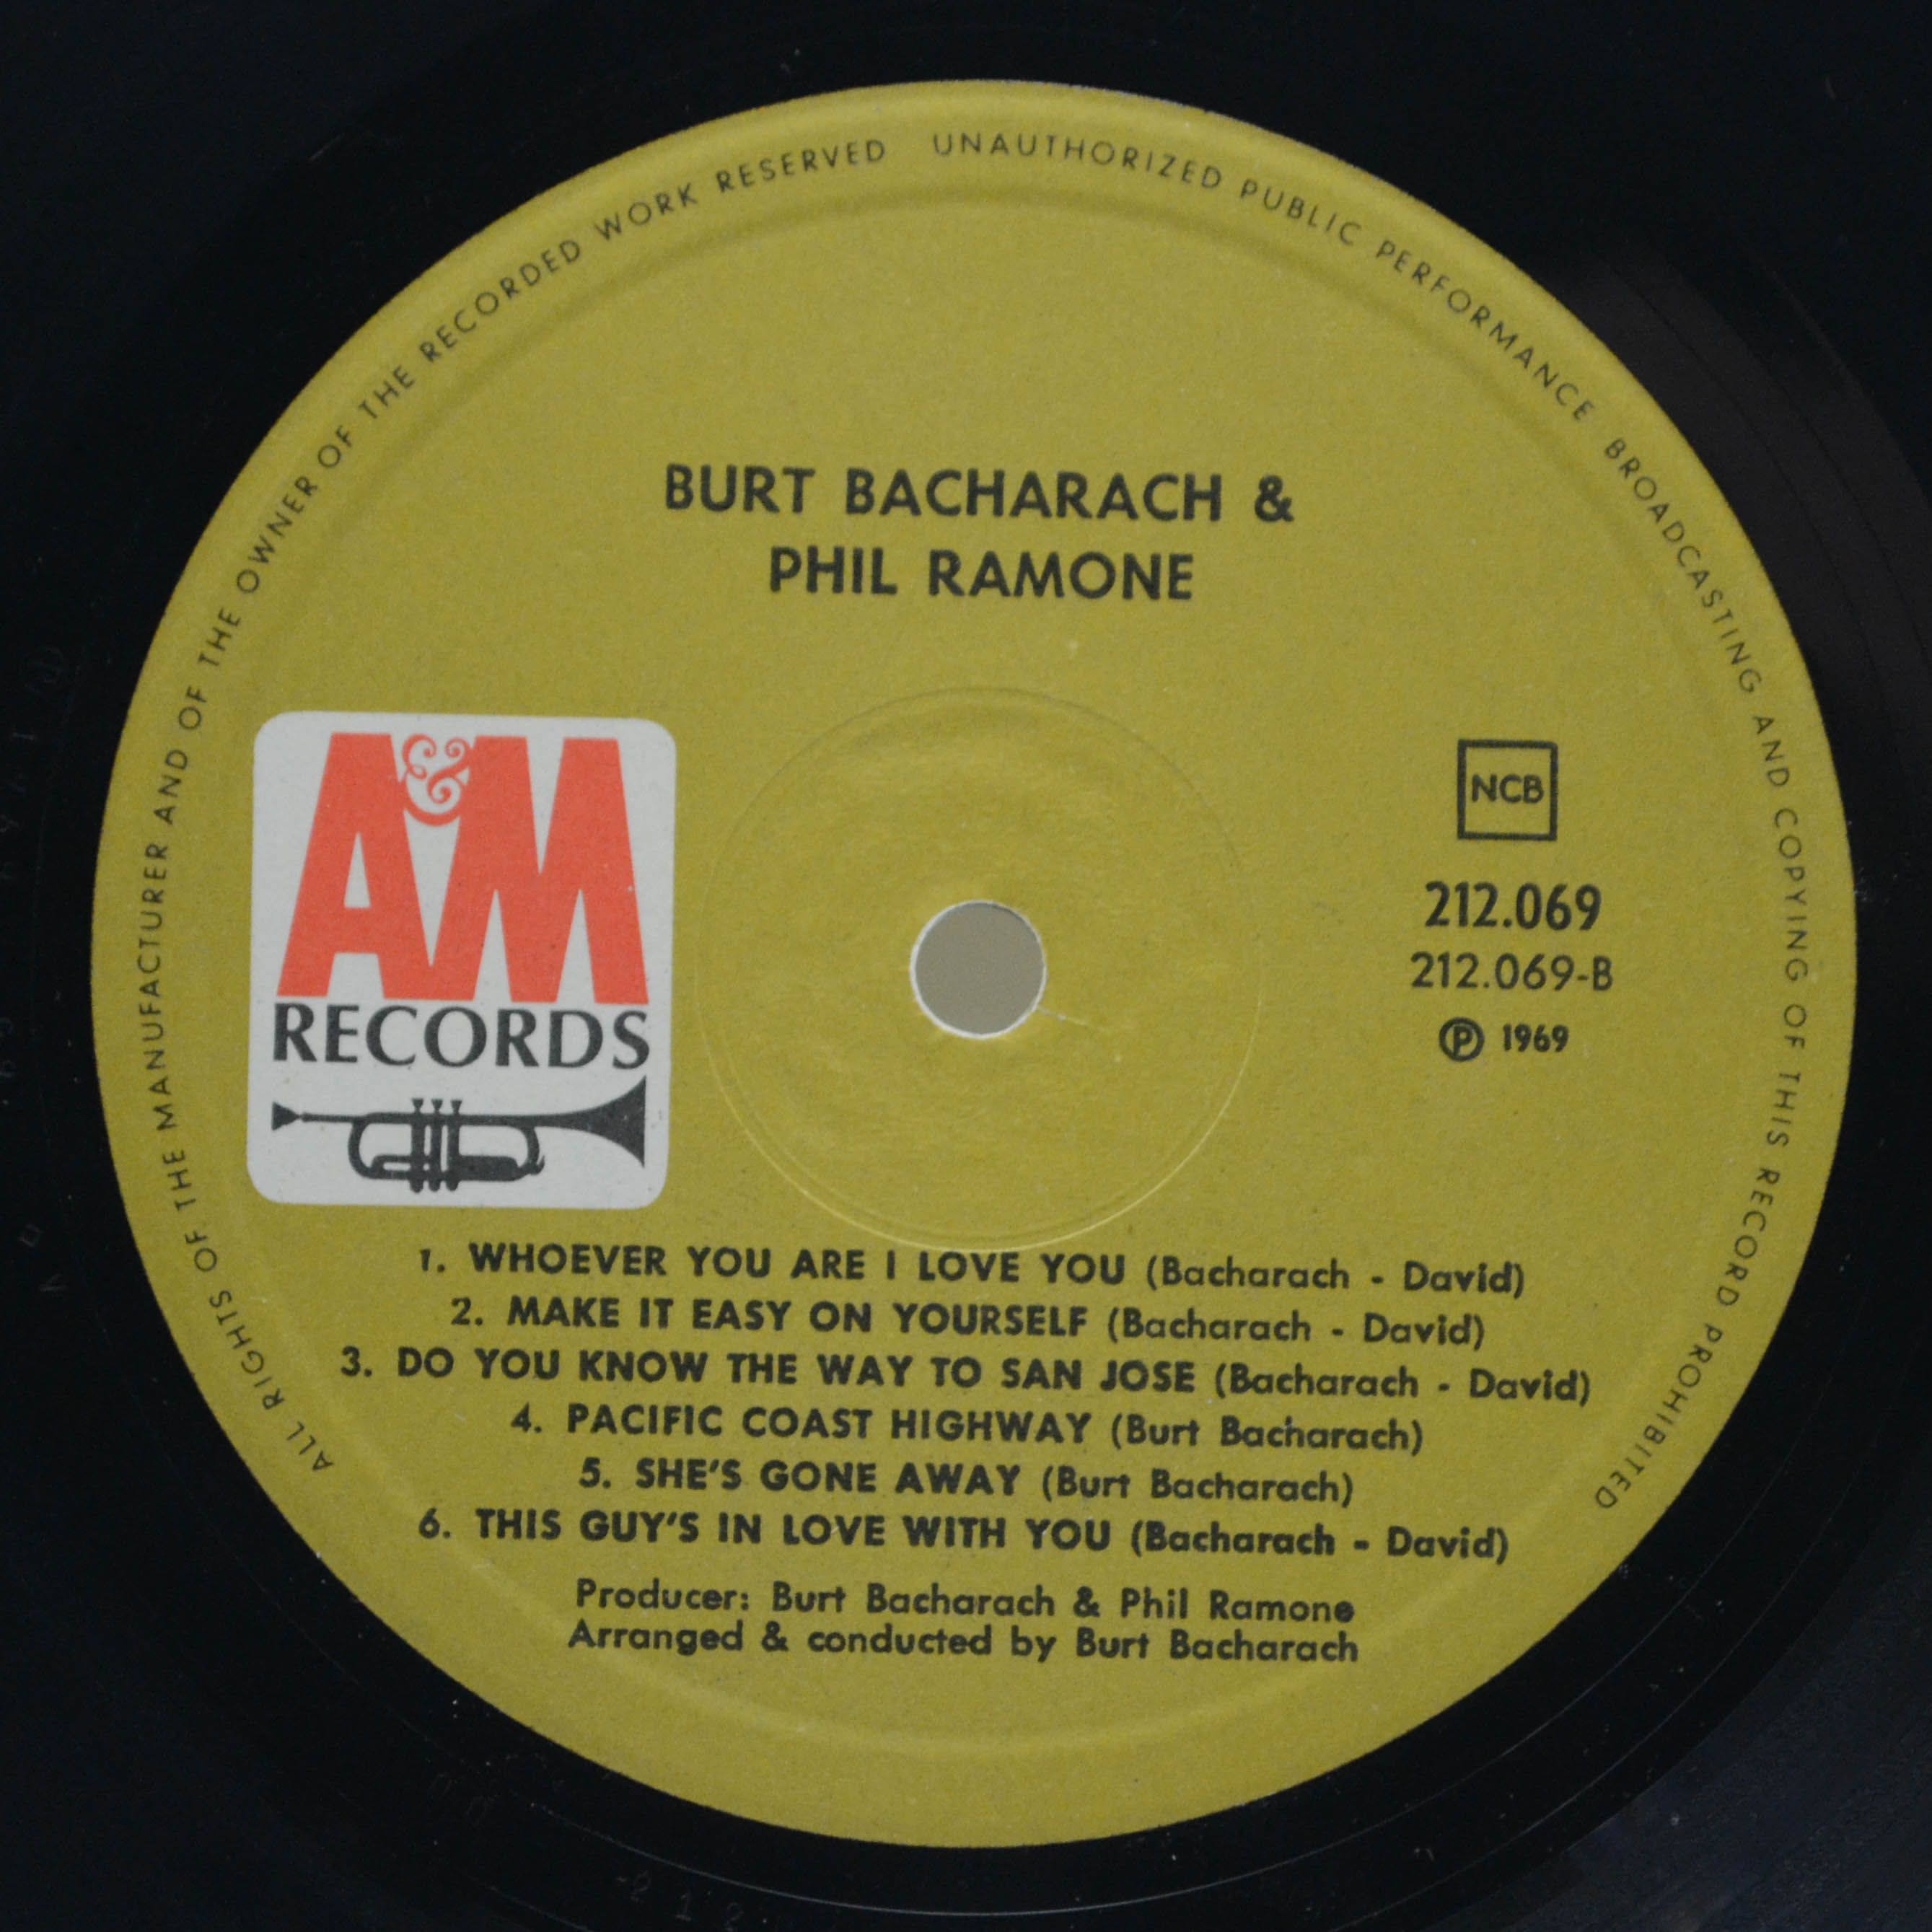 ALL RIGHTS OF THE MANUFACTURER AND OF THE OWNER OF THE RECORDED WORK RESERVED UNAUTHORIZED PUBLIC PERFORMANCE BROADCASTING AND COPYING OF THIS RECORD PROHIBITED
BURT BACHARACH &
PHIL RAMONE
A&M
RECORDS
NCB
212.069
212.069-B
Ⓟ 1969
1. WHOEVER YOU ARE I LOVE YOU (Bacharach - David)
2. MAKE IT EASY ON YOURSELF (Bacharach - David)
3. DO YOU KNOW THE WAY TO SAN JOSE (Bacharach - David)
4. PACIFIC COAST HIGHWAY (Burt Bacharach)
5. SHE'S GONE AWAY (Burt Bacharach)
6. THIS GUY'S IN LOVE WITH YOU (Bacharach - David)
Producer: Burt Bacharach & Phil Ramone
Arranged & conducted by Burt Bacharach